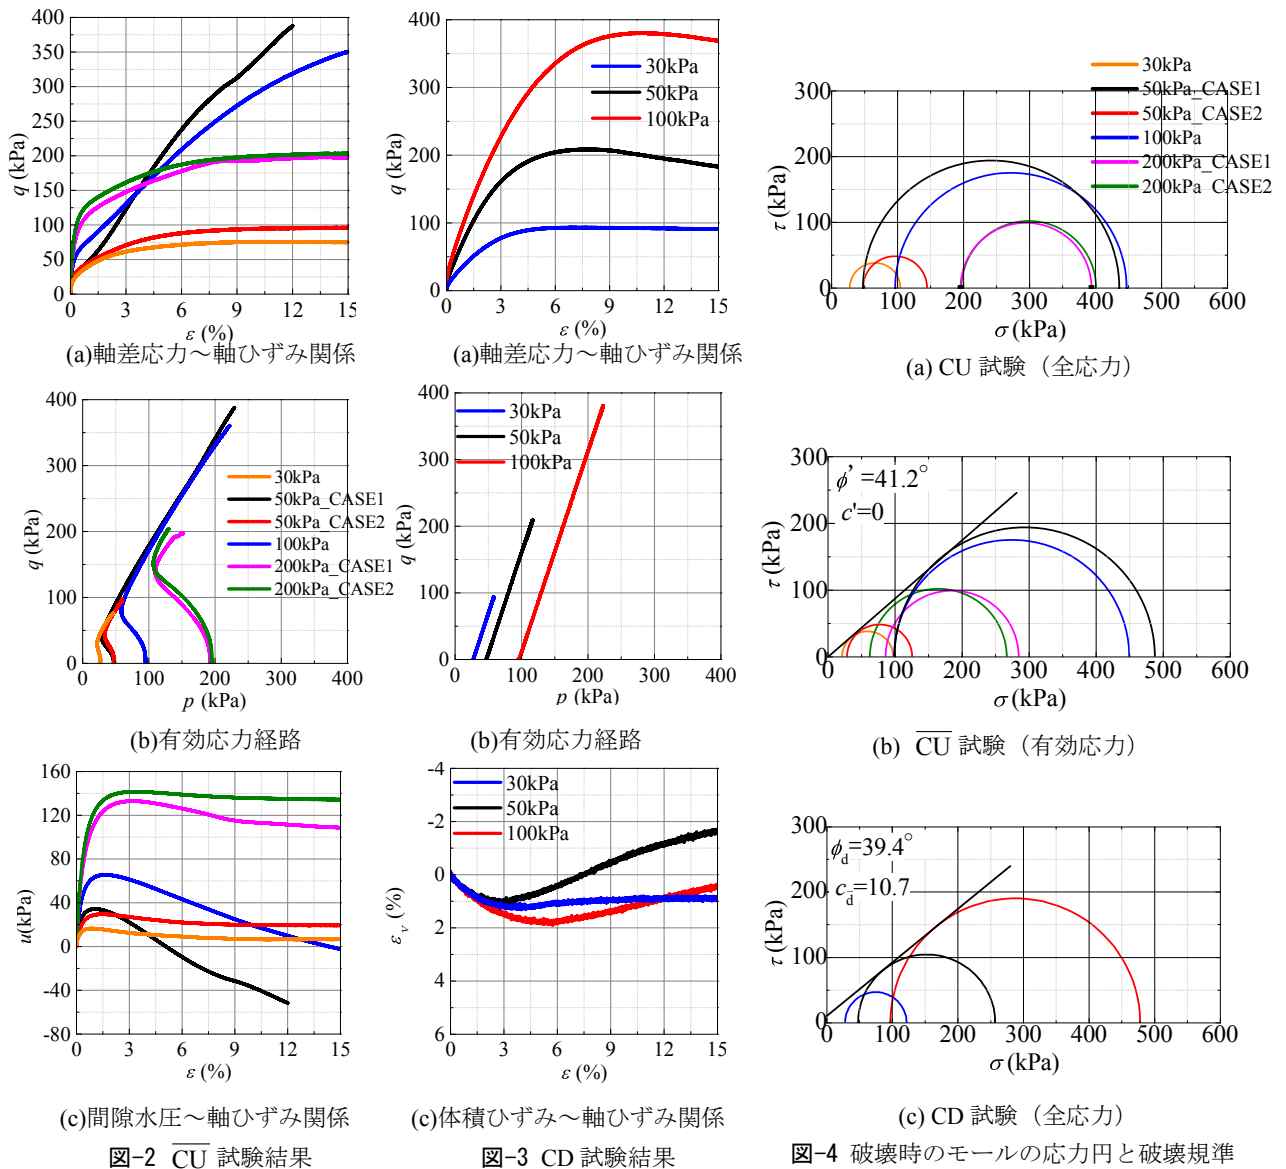 400
350
300
250
200
150
100
50
0
q (kPa)
0 3 6 9 12 15
ε (%)
(a)軸差応力～軸ひずみ関係
400
300
200
100
0
q (kPa)
30kPa
50kPa
100kPa
0 3 6 9 12 15
ε (%)
(a)軸差応力～軸ひずみ関係
30kPa
50kPa_CASE1
50kPa_CASE2
100kPa
200kPa_CASE1
200kPa_CASE2
300
200
100
0
τ (kPa)
0 100 200 300 400 500 600
σ (kPa)
(a) CU 試験（全応力）
400
300
200
100
0
q (kPa)
30kPa
50kPa_CASE1
50kPa_CASE2
100kPa
200kPa_CASE1
200kPa_CASE2
0 100 200 300 400
p (kPa)
(b)有効応力経路
400
300
200
100
0
q (kPa)
30kPa
50kPa
100kPa
0 100 200 300 400
p (kPa)
(b)有効応力経路
300
200
100
0
τ (kPa)
ϕ’=41.2°
c'=0
0 100 200 300 400 500 600
σ (kPa)
(b) C̅U̅ 試験（有効応力）
160
120
80
40
0
-40
-80
u(kPa)
0 3 6 9 12 15
ε (%)
(c)間隙水圧～軸ひずみ関係
図-2 C̅U̅ 試験結果
-4
-2
0
2
4
6
εv (%)
30kPa
50kPa
100kPa
0 3 6 9 12 15
ε (%)
(c)体積ひずみ～軸ひずみ関係
図-3 CD 試験結果
300
200
100
0
τ (kPa)
ϕd=39.4°
cd=10.7
0 100 200 300 400 500 600
σ (kPa)
(c) CD 試験（全応力）
図-4 破壊時のモールの応力円と破壊規準